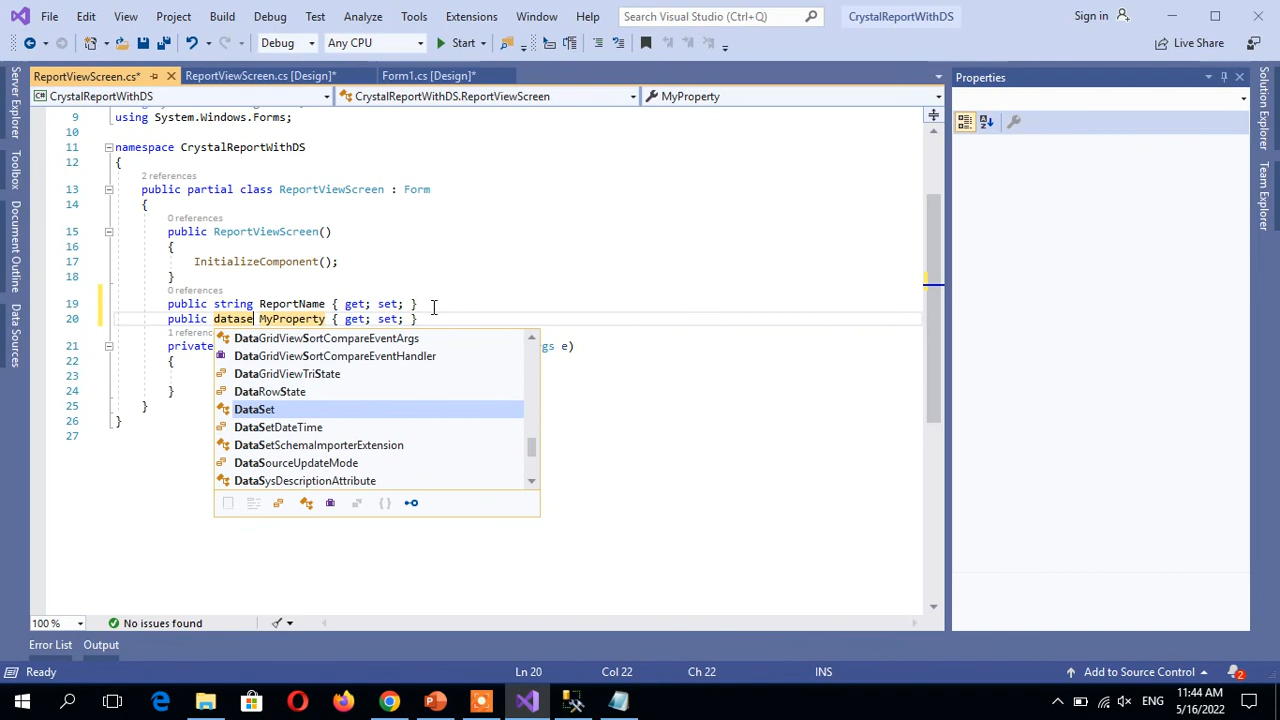 File Edit View Project Build Debug Test Analyze Tools Extensions Window Help Search Visual Studio (Ctrl+Q) CrystalReportWithDS Sign in
Debug Any CPU Start Live Share
ReportViewScreen.cs* ReportViewScreen.cs [Design]* Form1.cs [Design]* Properties
CrystalReportWithDS CrystalReportWithDS.ReportViewScreen MyProperty
Server Explorer
Toolbox
Document Outline
Data Sources
Solution Explorer
Team Explorer
9 using System.Windows.Forms;
10
11 namespace CrystalReportWithDS
12 {
2 references
13 public partial class ReportViewScreen : Form
14 {
0 references
15 public ReportViewScreen()
16 {
17 InitializeComponent();
18 }
0 references
19 public string ReportName { get; set; }
20 public datase MyProperty { get; set; }
DataGridViewSortCompareEventArgs
21 private gs e)
DataGridViewSortCompareEventHandler
22 {
23 DataGridViewTriState
24 } DataRowState
25 } DataSet
26 } DataSetDateTime
27 DataSetSchemaImporterExtension
DataSourceUpdateMode
DataSysDescriptionAttribute
100 % No issues found
Error List Output
Ready Ln 20 Col 22 Ch 22 INS Add to Source Control 2
ENG 11:44 AM
5/16/2022